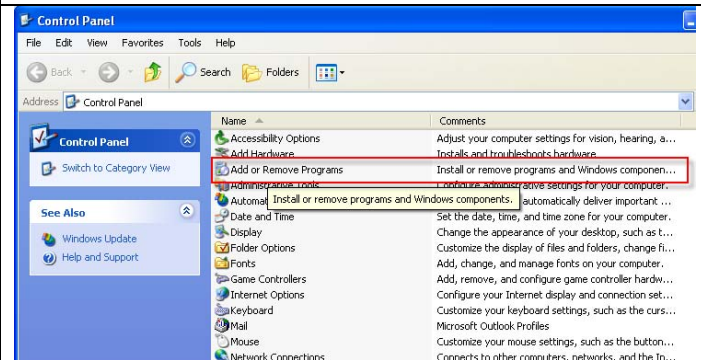 Control Panel
File Edit View Favorites Tools Help
Back Search Folders
Address Control Panel
Name Comments
Control Panel
Switch to Category View
See Also
Windows Update
Help and Support
Accessibility Options Adjust your computer settings for vision, hearing, a...
Add Hardware Installs and troubleshoots hardware
Add or Remove Programs Install or remove programs and Windows componen...
Administrative Tools Configure administrative settings for your computer.
Automat automatically deliver important ...
Install or remove programs and Windows components.
Date and Time Set the date, time, and time zone for your computer.
Display Change the appearance of your desktop, such as t...
Folder Options Customize the display of files and folders, change fi...
Fonts Add, change, and manage fonts on your computer.
Game Controllers Add, remove, and configure game controller hardw...
Internet Options Configure your Internet display and connection set...
Keyboard Customize your keyboard settings, such as the curs...
Mail Microsoft Outlook Profiles
Mouse Customize your mouse settings, such as the button...
Network Connections Connects to other computers, networks, and the In...